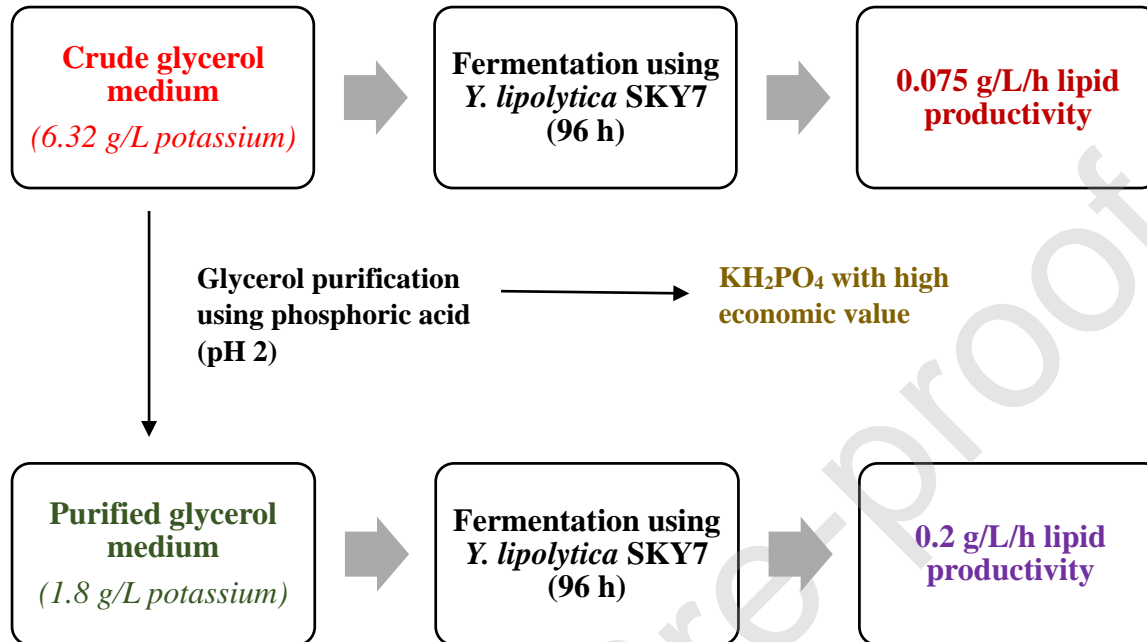 Crude glycerol
medium
(6.32 g/L potassium)
Fermentation using
Y. lipolytica SKY7
(96 h)
0.075 g/L/h lipid
productivity
Glycerol purification
using phosphoric acid
(pH 2)
KH₂PO₄ with high
economic value
Purified glycerol
medium
(1.8 g/L potassium)
Fermentation using
Y. lipolytica SKY7
(96 h)
0.2 g/L/h lipid
productivity
re-proof